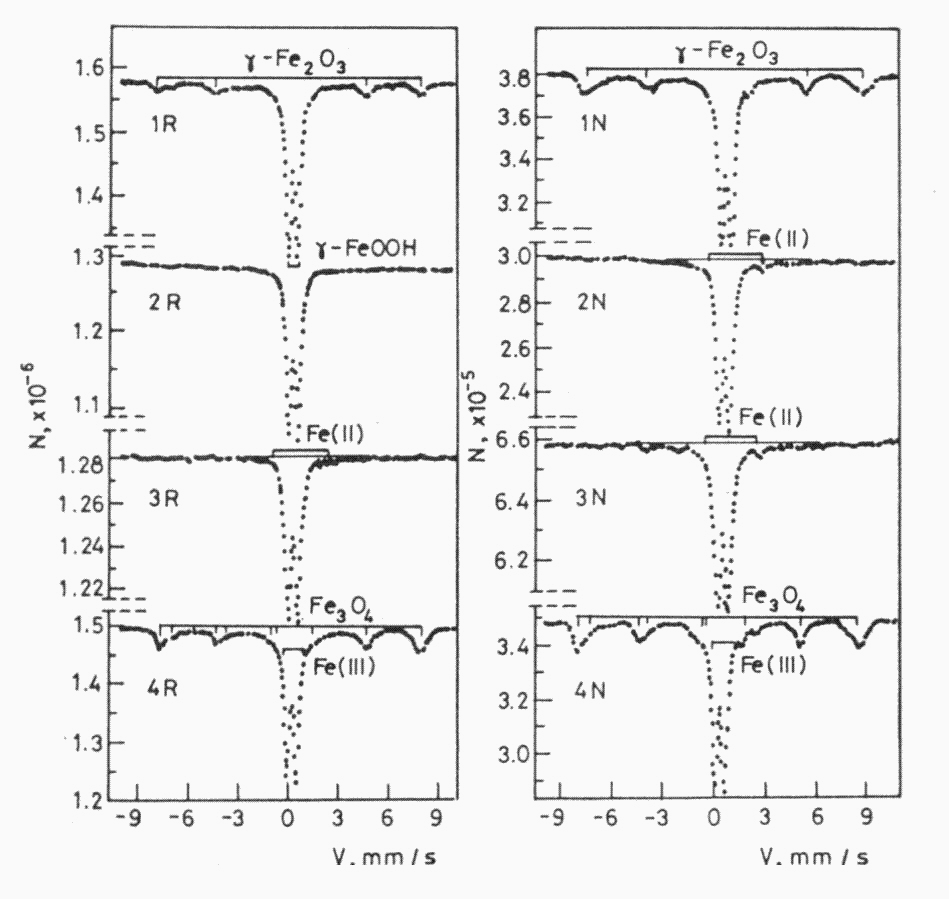 γ-Fe₂O₃
1R
1.6
1.5
1.4
γ-FeOOH
2R
1.3
1.2
1.1
Fe(II)
3R
1.28
1.26
1.24
1.22
Fe₃O₄
Fe(III)
4R
1.5
1.4
1.3
1.2
N, x10⁻⁶
-9 -6 -3 0 3 6 9
V, mm/s
γ-Fe₂O₃
1N
3.8
3.6
3.4
3.2
Fe(II)
2N
3.0
2.8
2.6
2.4
Fe(II)
3N
6.6
6.4
6.2
Fe₃O₄
Fe(III)
4N
3.4
3.2
3.0
N, x10⁻⁵
-9 -6 -3 0 3 6 9
V, mm/s